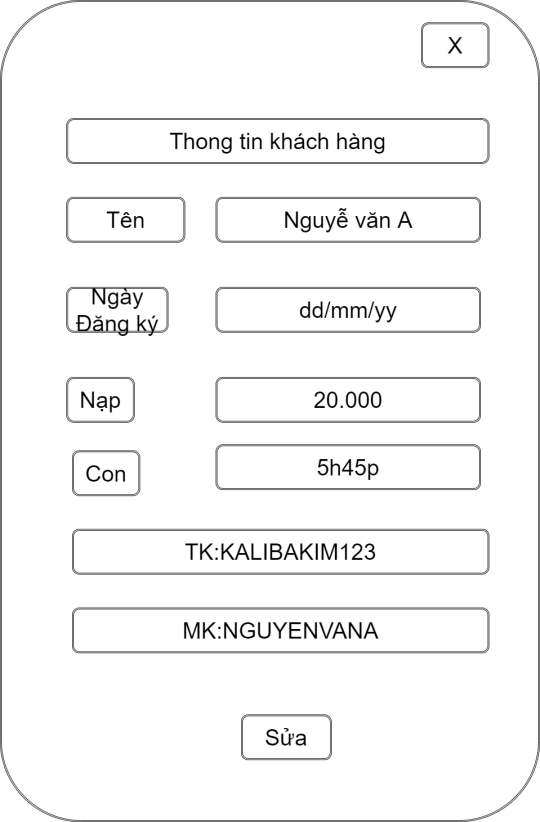 X
Thong tin khách hàng
Tên
Nguyễ văn A
Ngày
Đăng ký
dd/mm/yy
Nạp
20.000
Con
5h45p
TK:KALIBAKIM123
MK:NGUYENVANA
Sửa